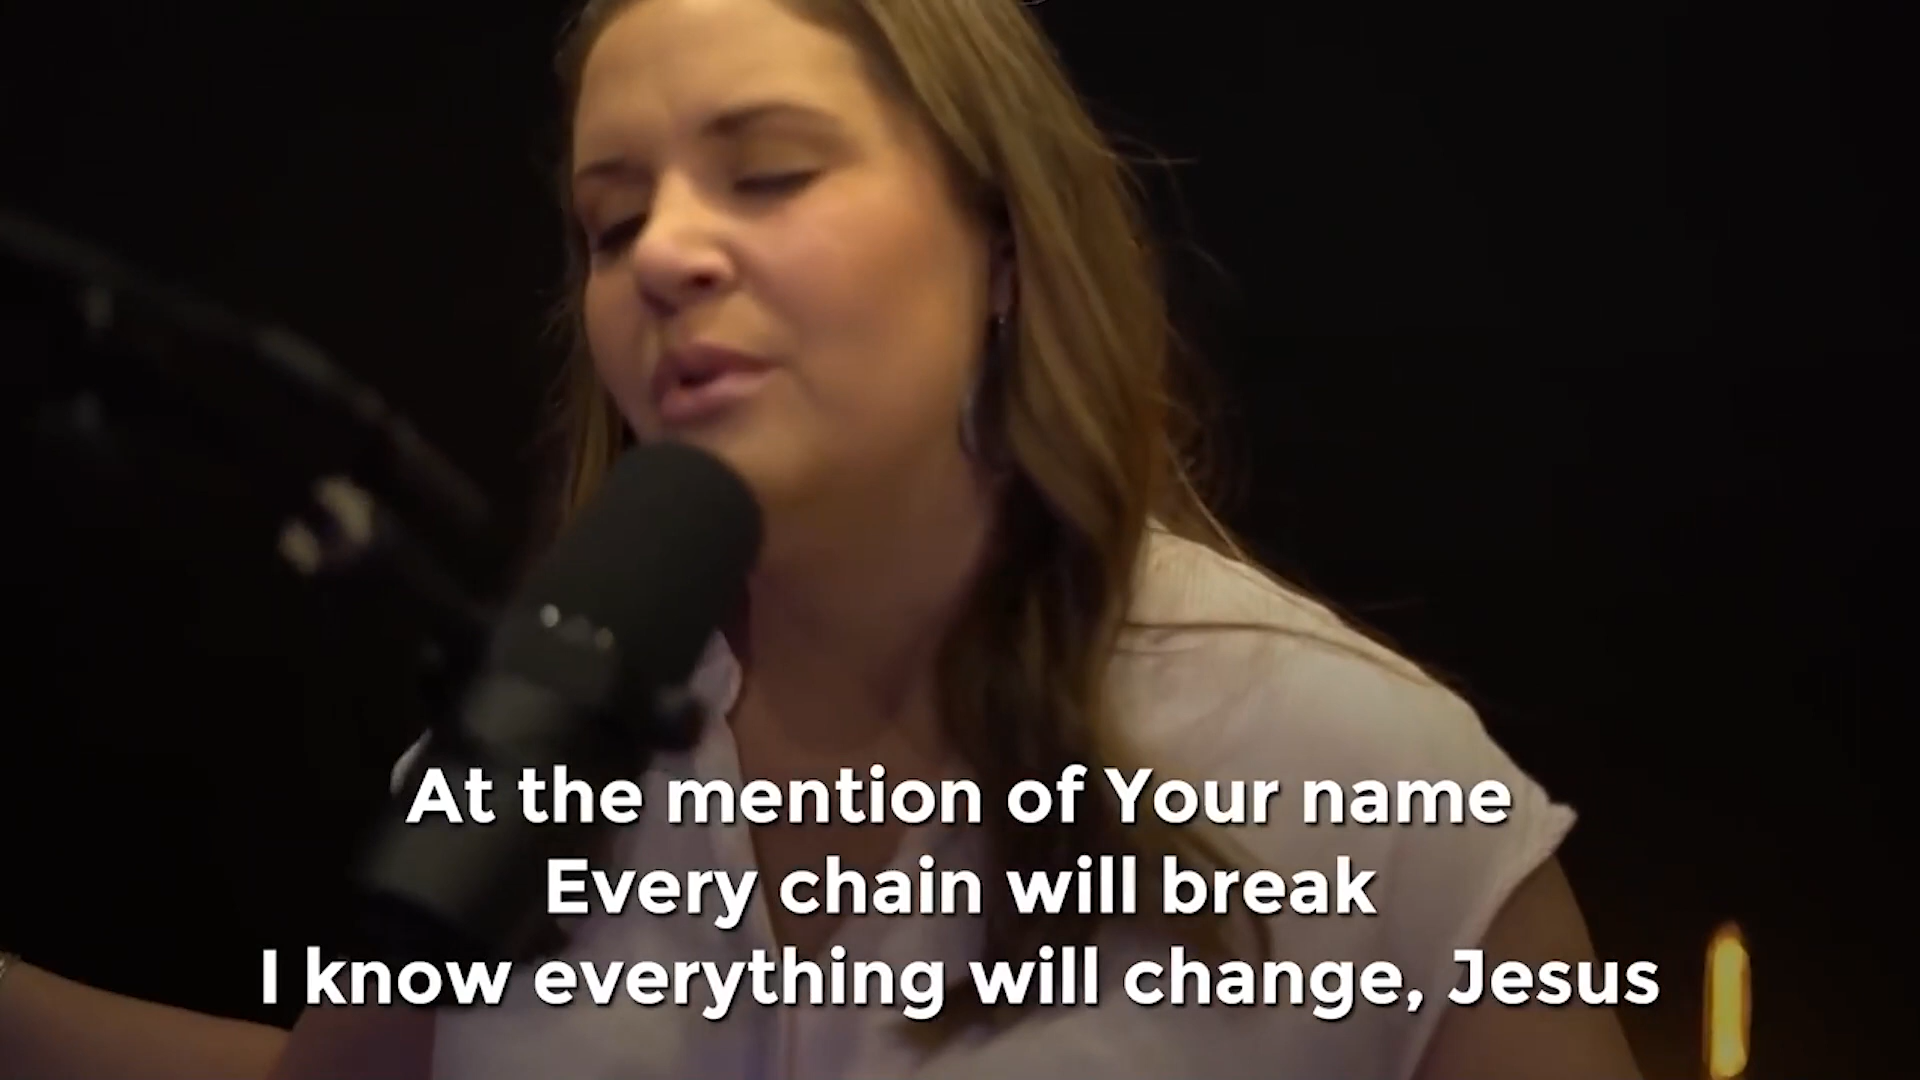 At the mention of Your name
Every chain will break
I know everything will change, Jesus